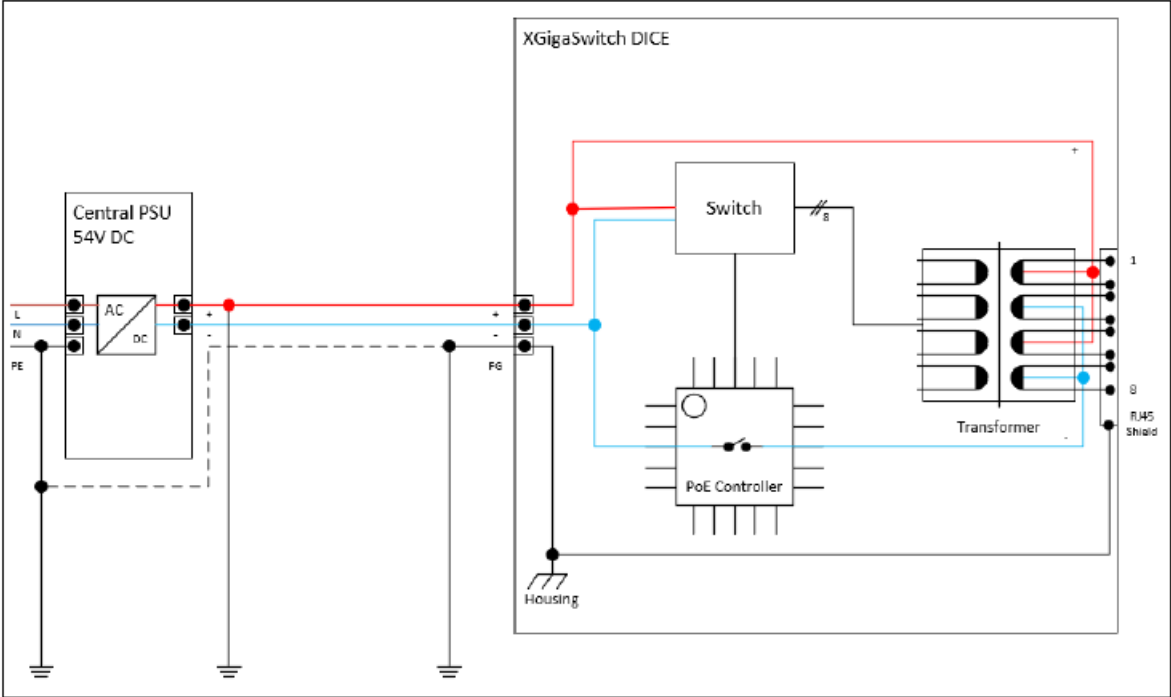 XGigaSwitch DICE
Central PSU
54V DC
Switch
8
+
AC
DC
L
N
PE
+
-
+
-
FG
1
8
RJ45
Shield
Transformer
-
PoE Controller
Housing